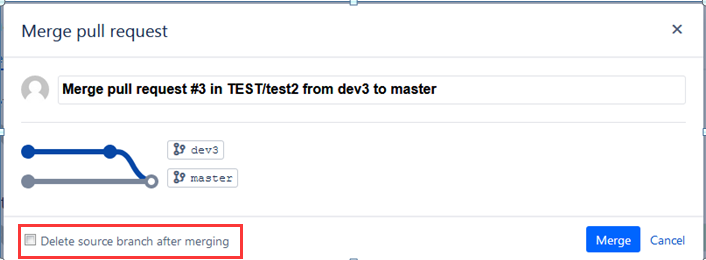 Merge pull request
Merge pull request #3 in TEST/test2 from dev3 to master
dev3
master
Delete source branch after merging
Merge Cancel